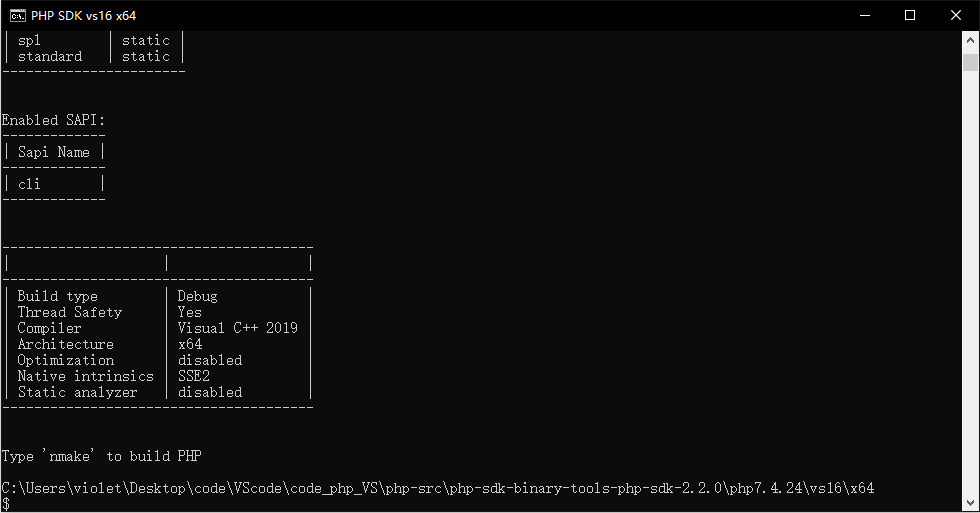 PHP SDK vs16 x64
| spl | static |
| standard | static |
-----------------------
Enabled SAPI:
-------------
| Sapi Name |
-------------
| cli |
-------------
---------------------------------------
| | |
---------------------------------------
| Build type | Debug |
| Thread Safety | Yes |
| Compiler | Visual C++ 2019 |
| Architecture | x64 |
| Optimization | disabled |
| Native intrinsics | SSE2 |
| Static analyzer | disabled |
---------------------------------------
Type 'nmake' to build PHP
C:\Users\violet\Desktop\code\VScode\code_php_VS\php-src\php-sdk-binary-tools-php-sdk-2.2.0\php7.4.24\vs16\x64
$